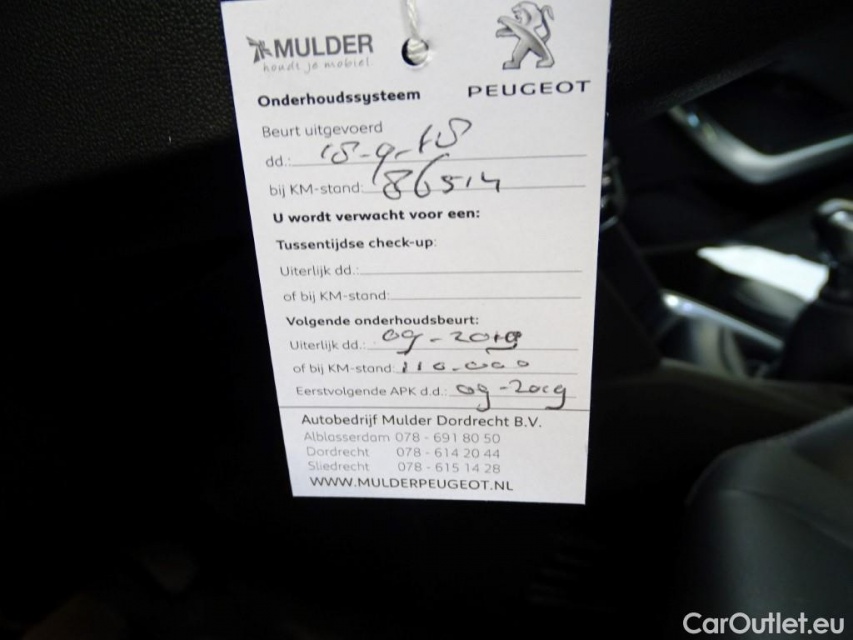 MULDER
houdt je mobiel
PEUGEOT
Onderhoudssysteem
Beurt uitgevoerd
dd.: 18-9-18
bij KM-stand: 86514
U wordt verwacht voor een:
Tussentijdse check-up:
Uiterlijk dd.:
of bij KM-stand:
Volgende onderhoudsbeurt:
Uiterlijk dd.: 09-2019
of bij KM-stand: 110.000
Eerstvolgende APK d.d.: 09-2019
Autobedrijf Mulder Dordrecht B.V.
Alblasserdam 078 - 691 80 50
Dordrecht 078 - 614 20 44
Sliedrecht 078 - 615 14 28
WWW.MULDERPEUGEOT.NL
CarOutlet.eu